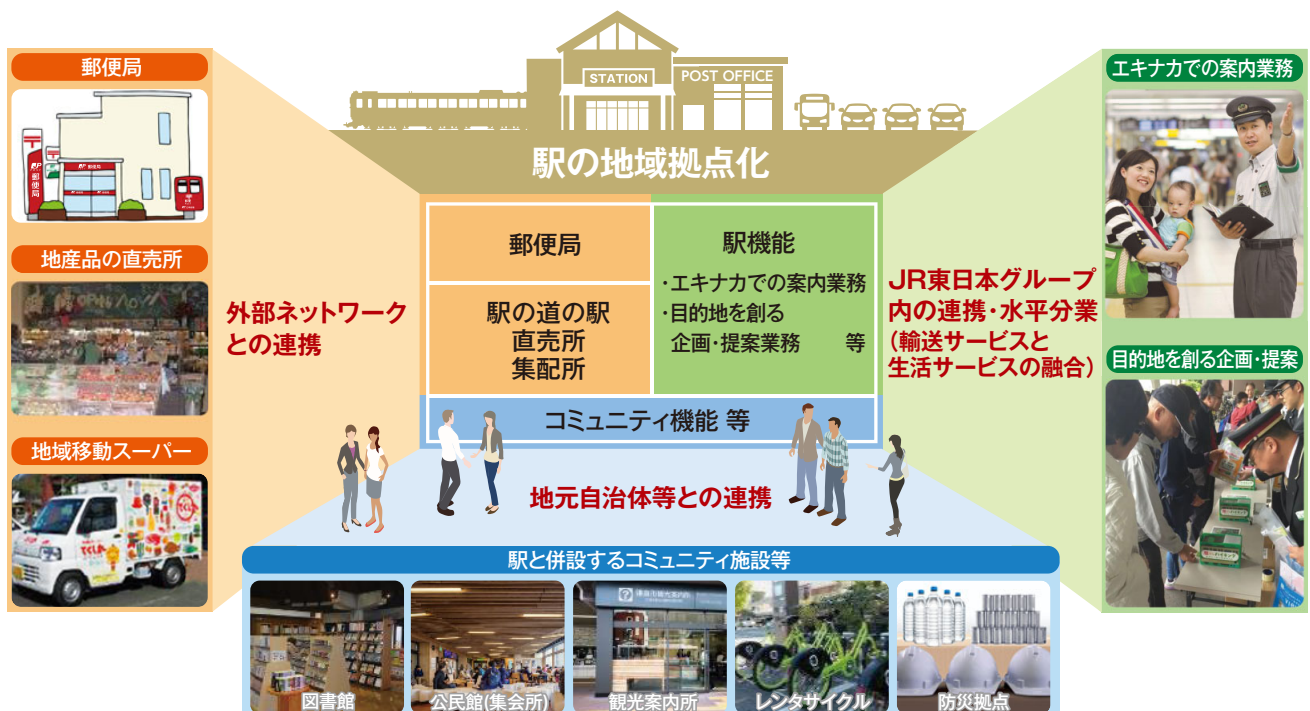 STATION
POST OFFICE
駅の地域拠点化
郵便局
郵便局
地産品の直売所
地域移動スーパー
外部ネットワーク
との連携
郵便局
駅の道の駅
直売所
集配所
駅機能
・エキナカでの案内業務
・目的地を創る
企画・提案業務 等
コミュニティ機能 等
JR東日本グループ
内の連携・水平分業
(輸送サービスと
生活サービスの融合)
エキナカでの案内業務
目的地を創る企画・提案
地元自治体等との連携
駅と併設するコミュニティ施設等
図書館
公民館(集会所)
観光案内所
レンタサイクル
防災拠点